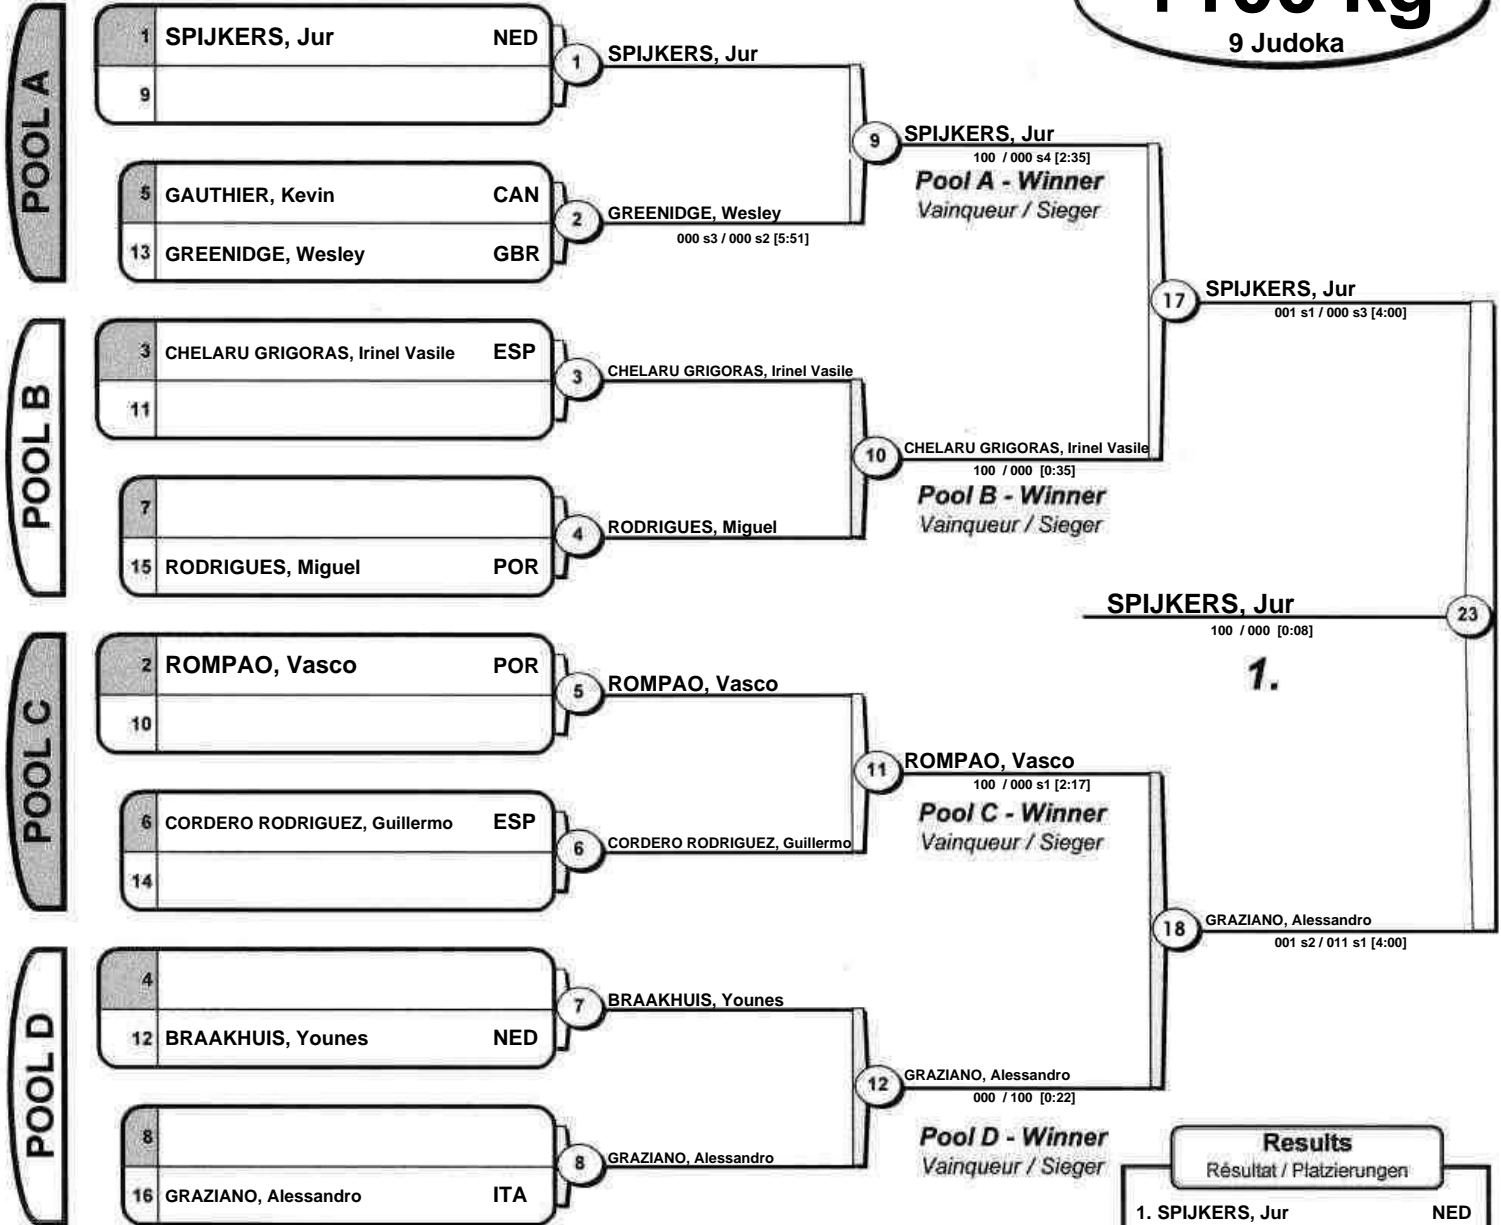 9 Judoka
POOL A
1 SPIJKERS, Jur NED
9
1 SPIJKERS, Jur
5 GAUTHIER, Kevin CAN
13 GREENIDGE, Wesley GBR
2 GREENIDGE, Wesley
000 s3 / 000 s2 [5:51]
9 SPIJKERS, Jur
100 / 000 s4 [2:35]
Pool A - Winner
Vainqueur / Sieger
POOL B
3 CHELARU GRIGORAS, Irinel Vasile ESP
11
3 CHELARU GRIGORAS, Irinel Vasile
7
15 RODRIGUES, Miguel POR
4 RODRIGUES, Miguel
10 CHELARU GRIGORAS, Irinel Vasile
100 / 000 [0:35]
Pool B - Winner
Vainqueur / Sieger
17 SPIJKERS, Jur
001 s1 / 000 s3 [4:00]
SPIJKERS, Jur 23
100 / 000 [0:08]
1.
POOL C
2 ROMPAO, Vasco POR
10
5 ROMPAO, Vasco
6 CORDERO RODRIGUEZ, Guillermo ESP
14
6 CORDERO RODRIGUEZ, Guillermo
11 ROMPAO, Vasco
100 / 000 s1 [2:17]
Pool C - Winner
Vainqueur / Sieger
POOL D
4
12 BRAAKHUIS, Younes NED
7 BRAAKHUIS, Younes
8
16 GRAZIANO, Alessandro ITA
8 GRAZIANO, Alessandro
12 GRAZIANO, Alessandro
000 / 100 [0:22]
Pool D - Winner
Vainqueur / Sieger
18 GRAZIANO, Alessandro
001 s2 / 011 s1 [4:00]
Results
Résultat / Platzierungen
1. SPIJKERS, Jur NED